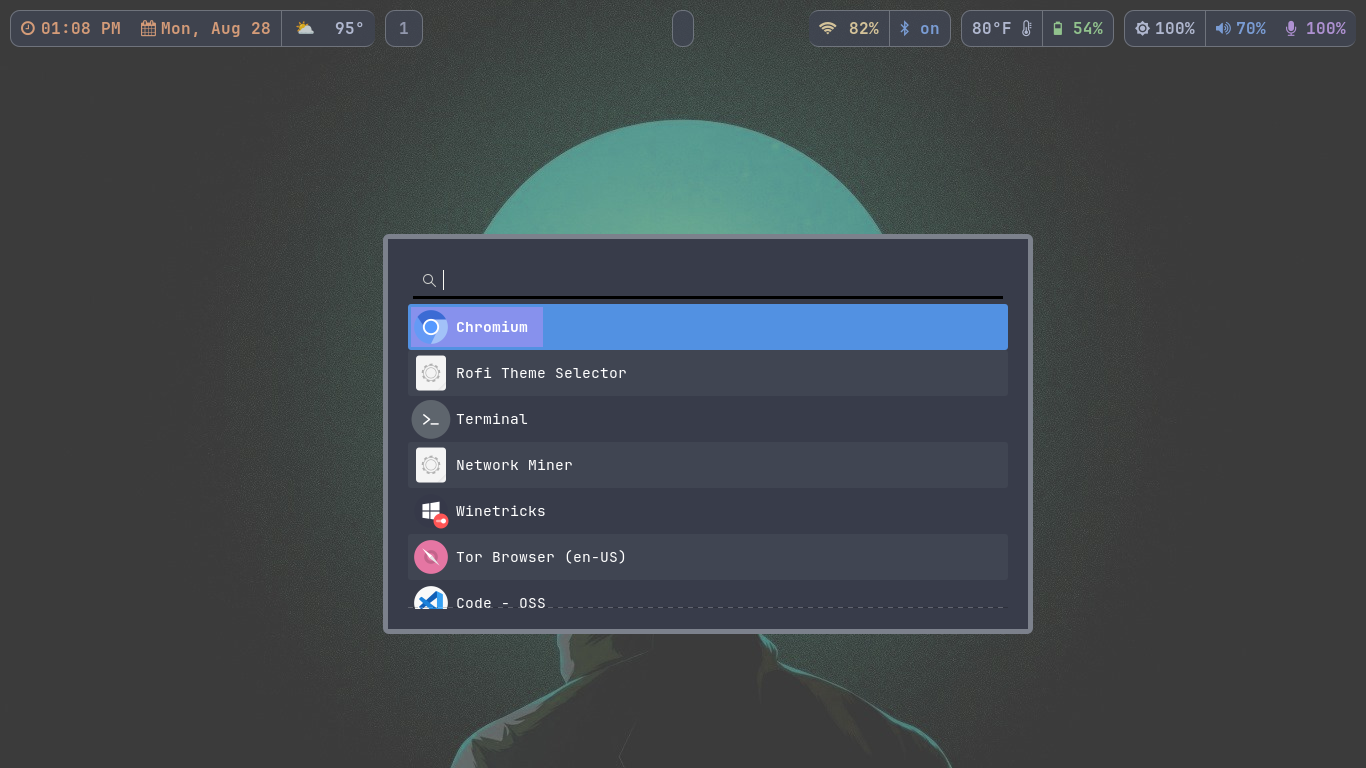 01:08 PM Mon, Aug 28 95° 1 82% on 80°F 54% 100% 70% 100%
Chromium
Rofi Theme Selector
Terminal
Network Miner
Winetricks
Tor Browser (en-US)
Code - OSS